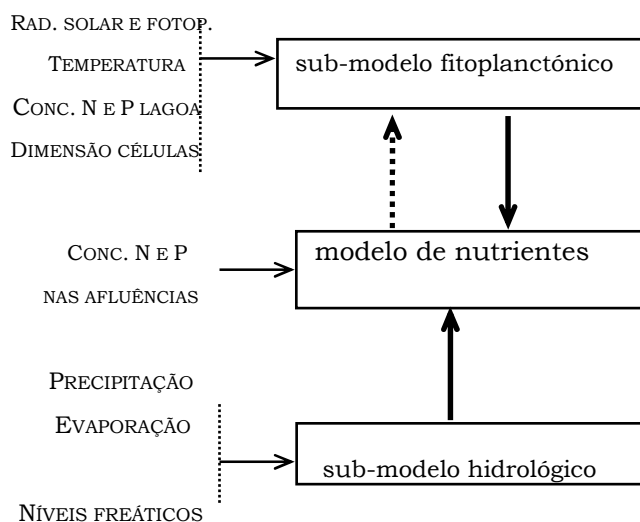 RAD. SOLAR E FOTOP.
TEMPERATURA
CONC. N E P LAGOA
DIMENSÃO CÉLULAS
sub-modelo fitoplanctónico
CONC. N E P
NAS AFLUÊNCIAS
modelo de nutrientes
PRECIPITAÇÃO
EVAPORAÇÃO
NÍVEIS FREÁTICOS
sub-modelo hidrológico